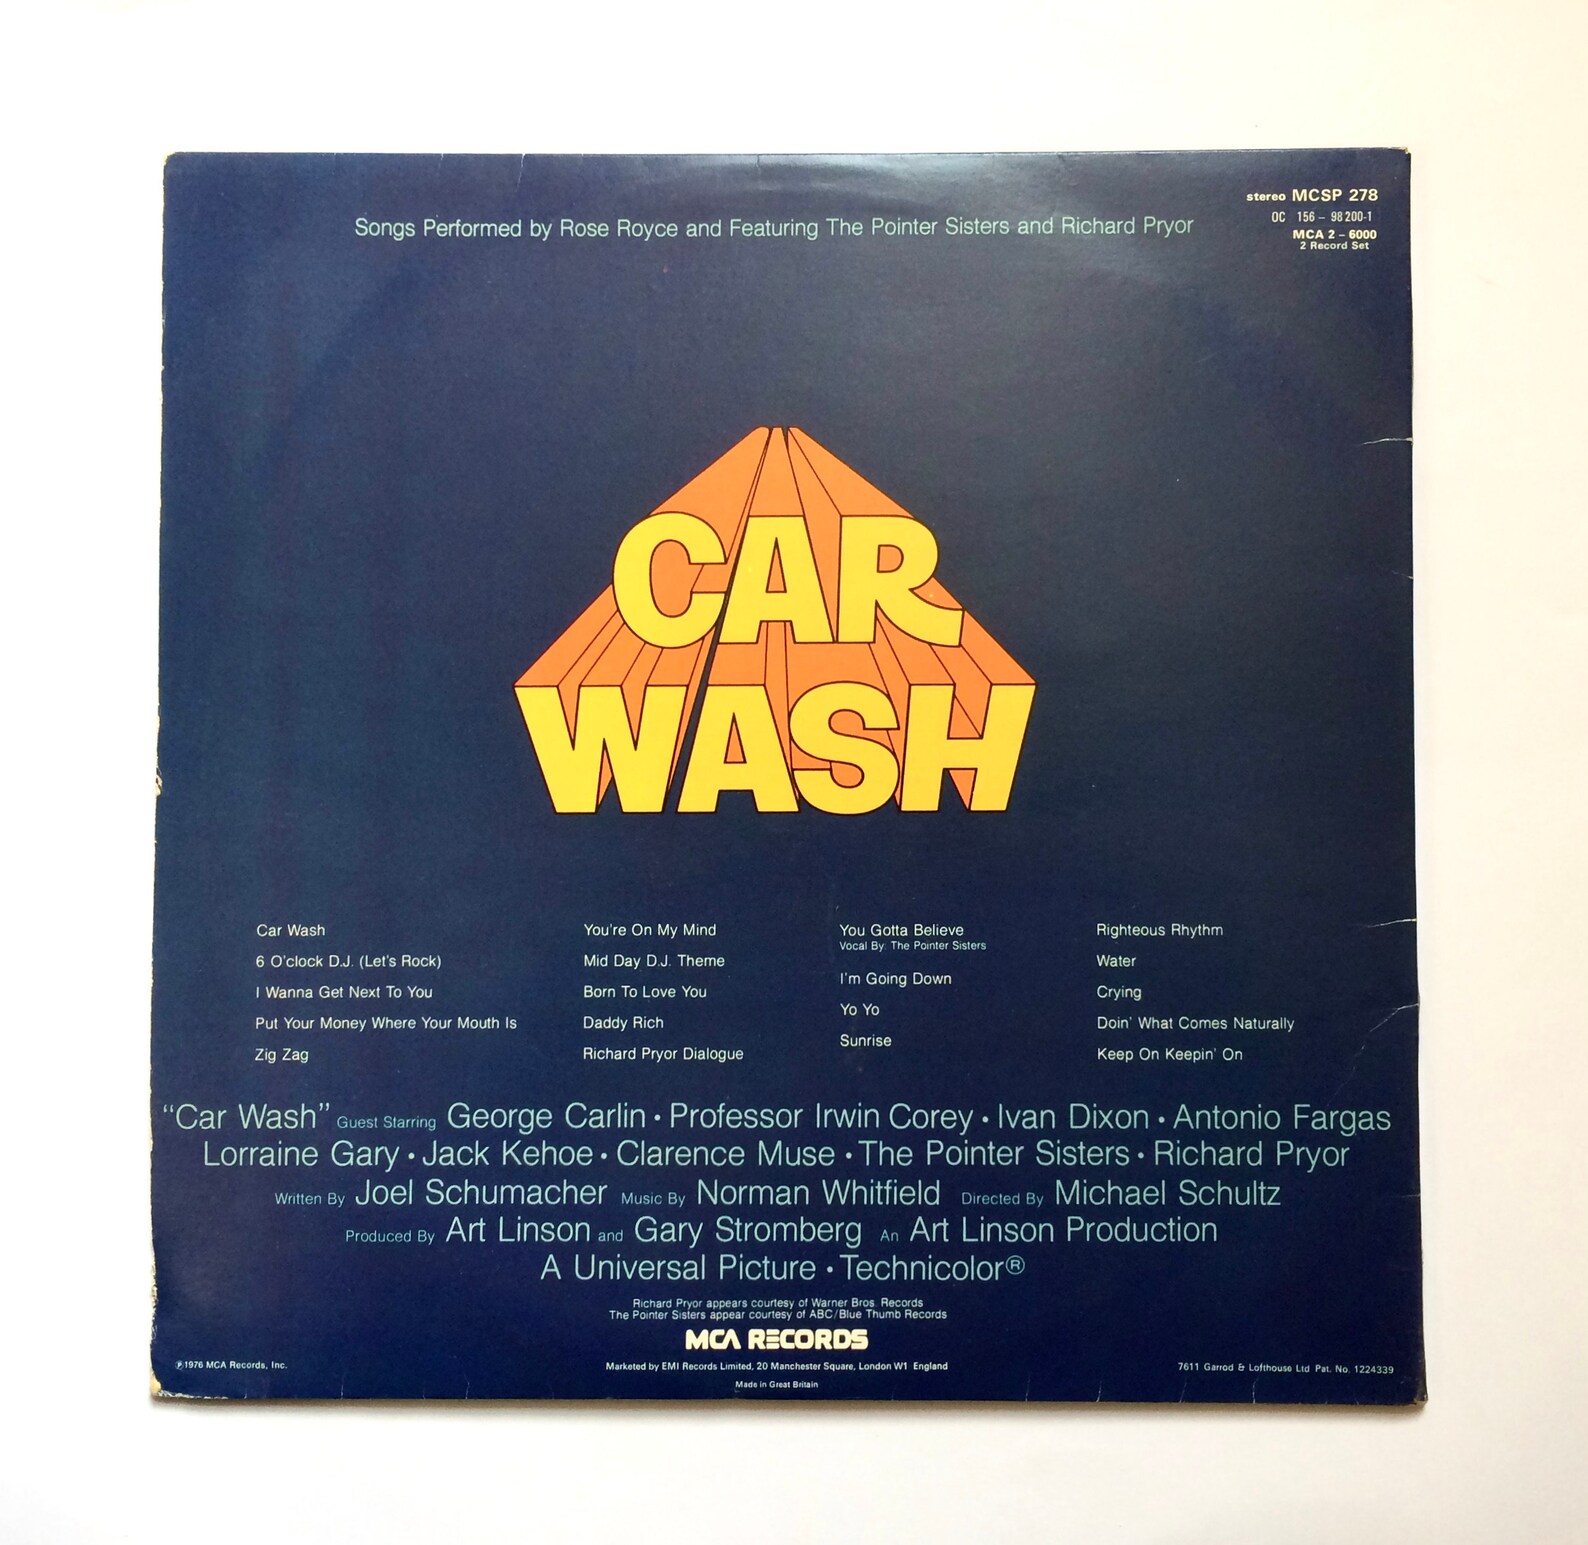 stereo MCSP 278
OC 156 - 98 200-1
MCA 2 - 6000
2 Record Set
Songs Performed by Rose Royce and Featuring The Pointer Sisters and Richard Pryor
CAR
WASH
Car Wash
6 O'clock D.J. (Let's Rock)
I Wanna Get Next To You
Put Your Money Where Your Mouth Is
Zig Zag
You're On My Mind
Mid Day D.J. Theme
Born To Love You
Daddy Rich
Richard Pryor Dialogue
You Gotta Believe
Vocal By: The Pointer Sisters
I'm Going Down
Yo Yo
Sunrise
Righteous Rhythm
Water
Crying
Doin' What Comes Naturally
Keep On Keepin' On
"Car Wash" Guest Starring George Carlin • Professor Irwin Corey • Ivan Dixon • Antonio Fargas
Lorraine Gary • Jack Kehoe • Clarence Muse • The Pointer Sisters • Richard Pryor
Written By Joel Schumacher Music By Norman Whitfield Directed By Michael Schultz
Produced By Art Linson and Gary Stromberg An Art Linson Production
A Universal Picture • Technicolor®
Richard Pryor appears courtesy of Warner Bros. Records
The Pointer Sisters appear courtesy of ABC/Blue Thumb Records
MCA RECORDS
℗1976 MCA Records, Inc.
Marketed by EMI Records Limited, 20 Manchester Square, London W1 England
7611 Garrod & Lofthouse Ltd Pat. No. 1224339
Made in Great Britain